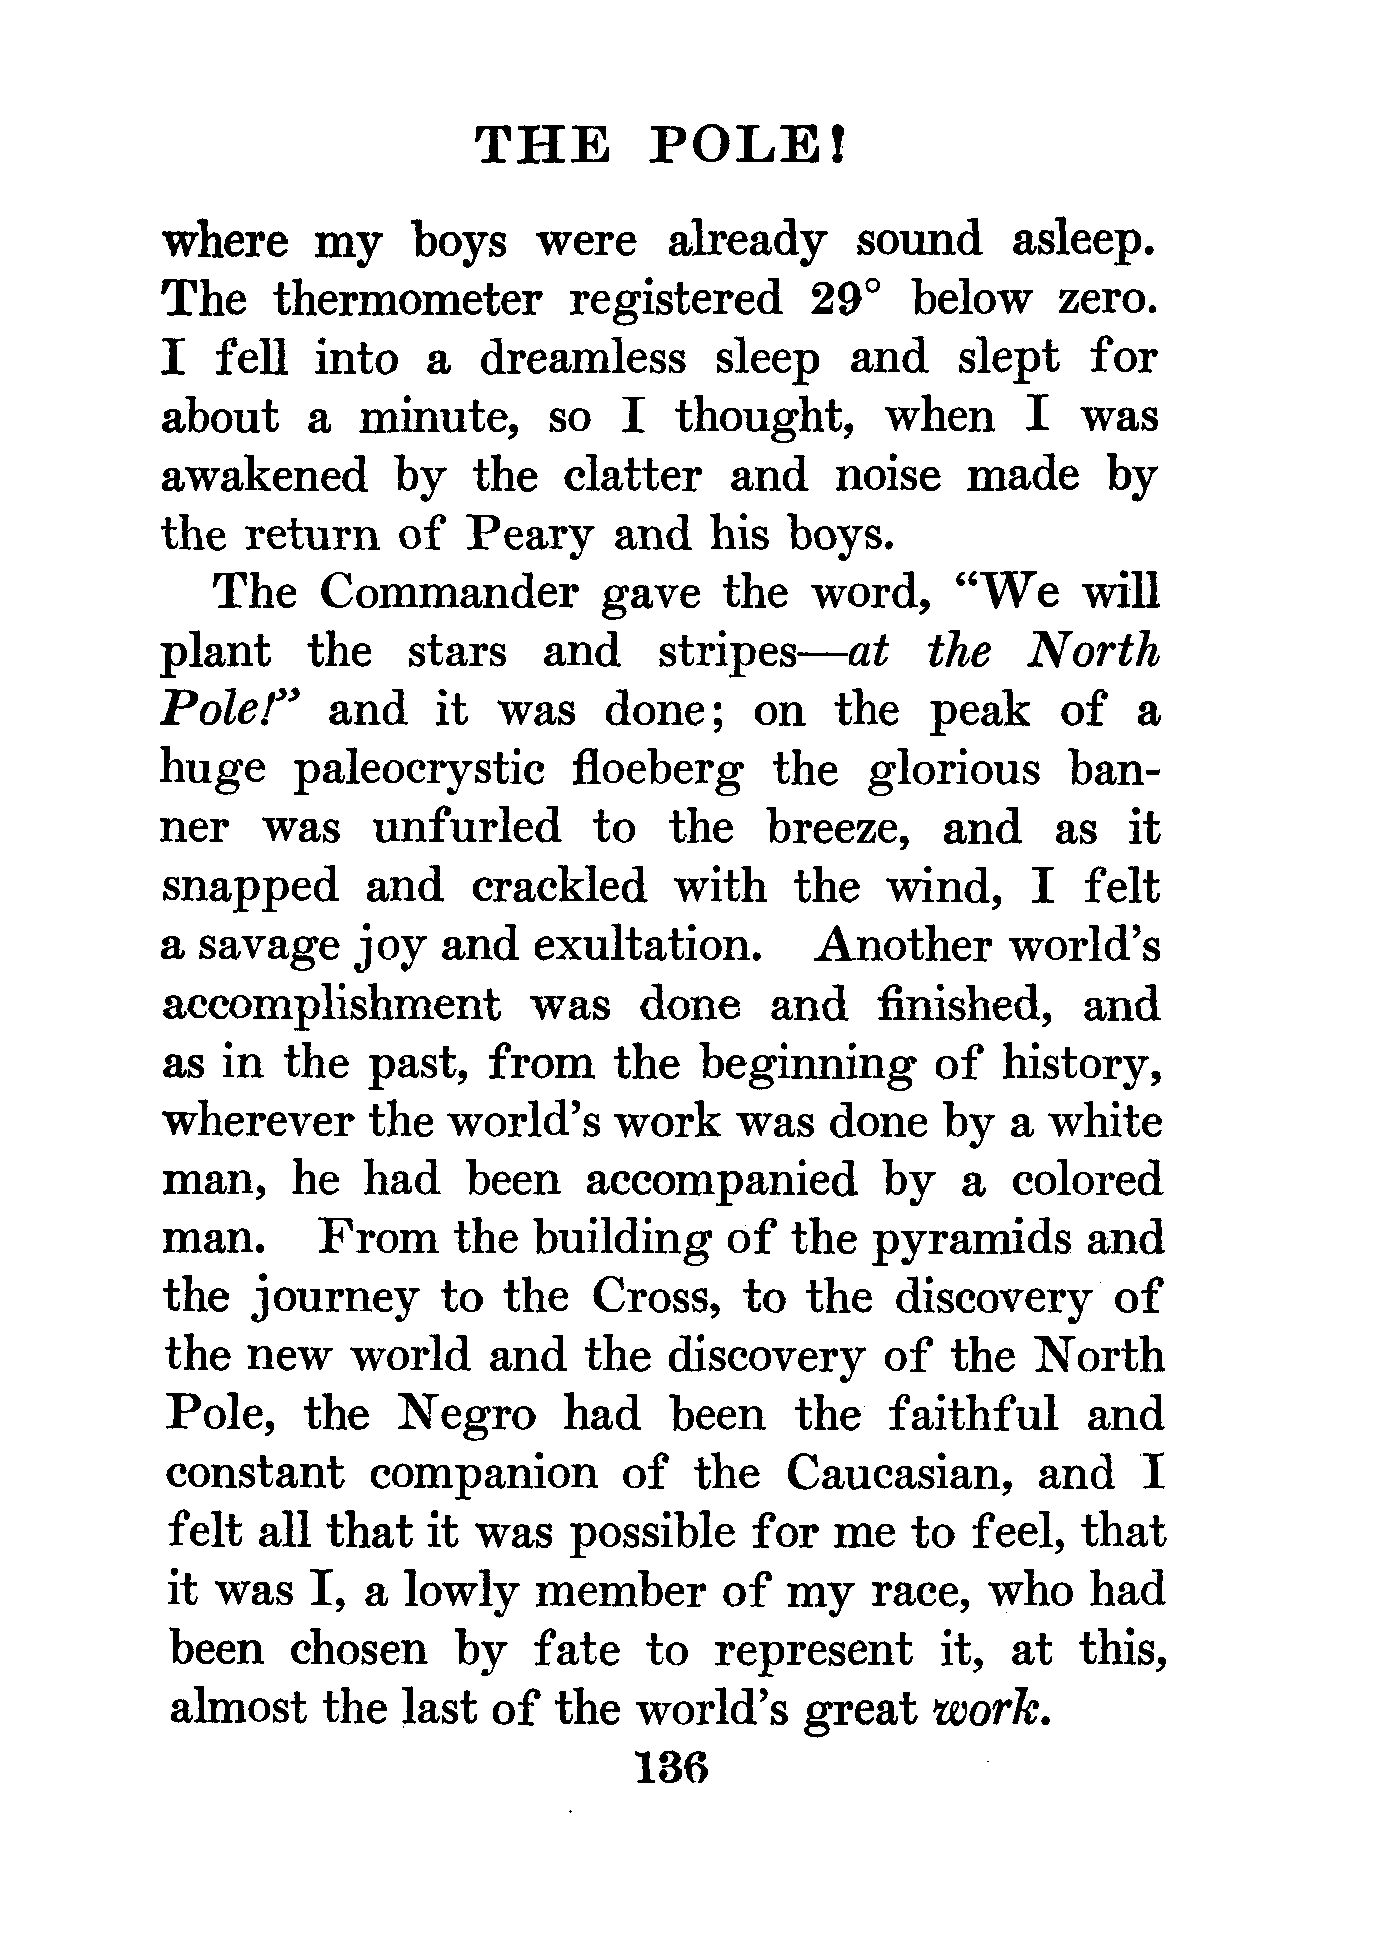 THE POLE!
where my boys were already sound asleep.
The thermometer registered 29° below zero.
I fell into a dreamless sleep and slept for
about a minute, so I thought, when I was
awakened by the clatter and noise made by
the return of Peary and his boys.
The Commander gave the word, “We will
plant the stars and stripes—at the North
Pole!” and it was done; on the peak of a
huge paleocrystic floeberg the glorious ban-
ner was unfurled to the breeze, and as it
snapped and crackled with the wind, I felt
a savage joy and exultation. Another world's
accomplishment was done and finished, and
as in the past, from the beginning of history,
wherever the world's work was done by a white
man, he had been accompanied by a colored
man. From the building of the pyramids and
the journey to the Cross, to the discovery of
the new world and the discovery of the North
Pole, the Negro had been the faithful and
constant companion of the Caucasian, and I
felt all that it was possible for me to feel, that
it was I, a lowly member of my race, who had
been chosen by fate to represent it, at this,
almost the last of the world's great work.
136